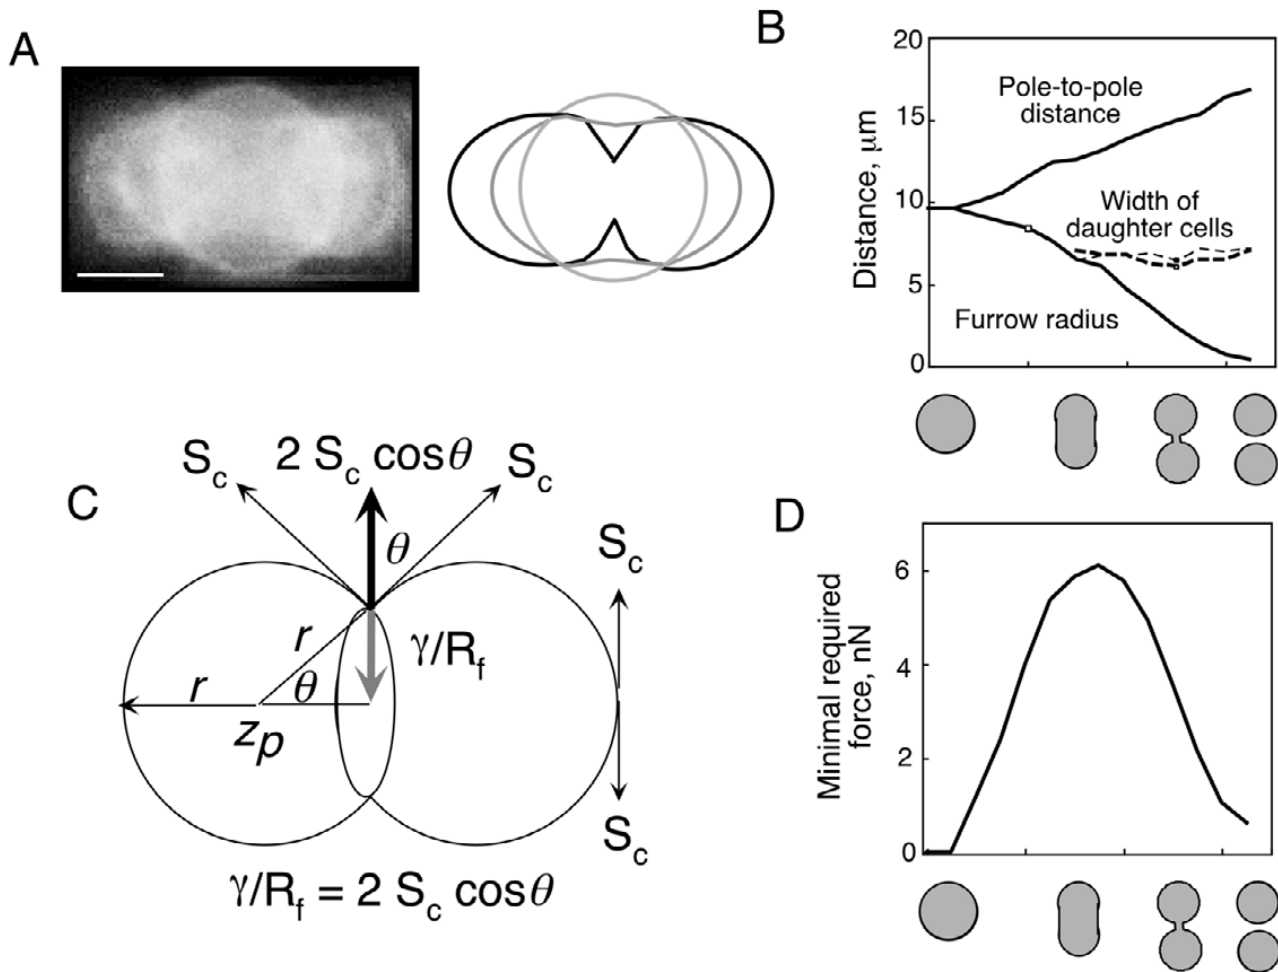 A
B
20
15
10
5
0
Distance, μm
Pole-to-pole
distance
Width of
daughter cells
Furrow radius
C
S_c
2 S_c cosθ
S_c
θ
S_c
r
γ/R_f
r
θ
z_p
S_c
γ/R_f = 2 S_c cosθ
D
6
4
2
0
Minimal required
force, nN